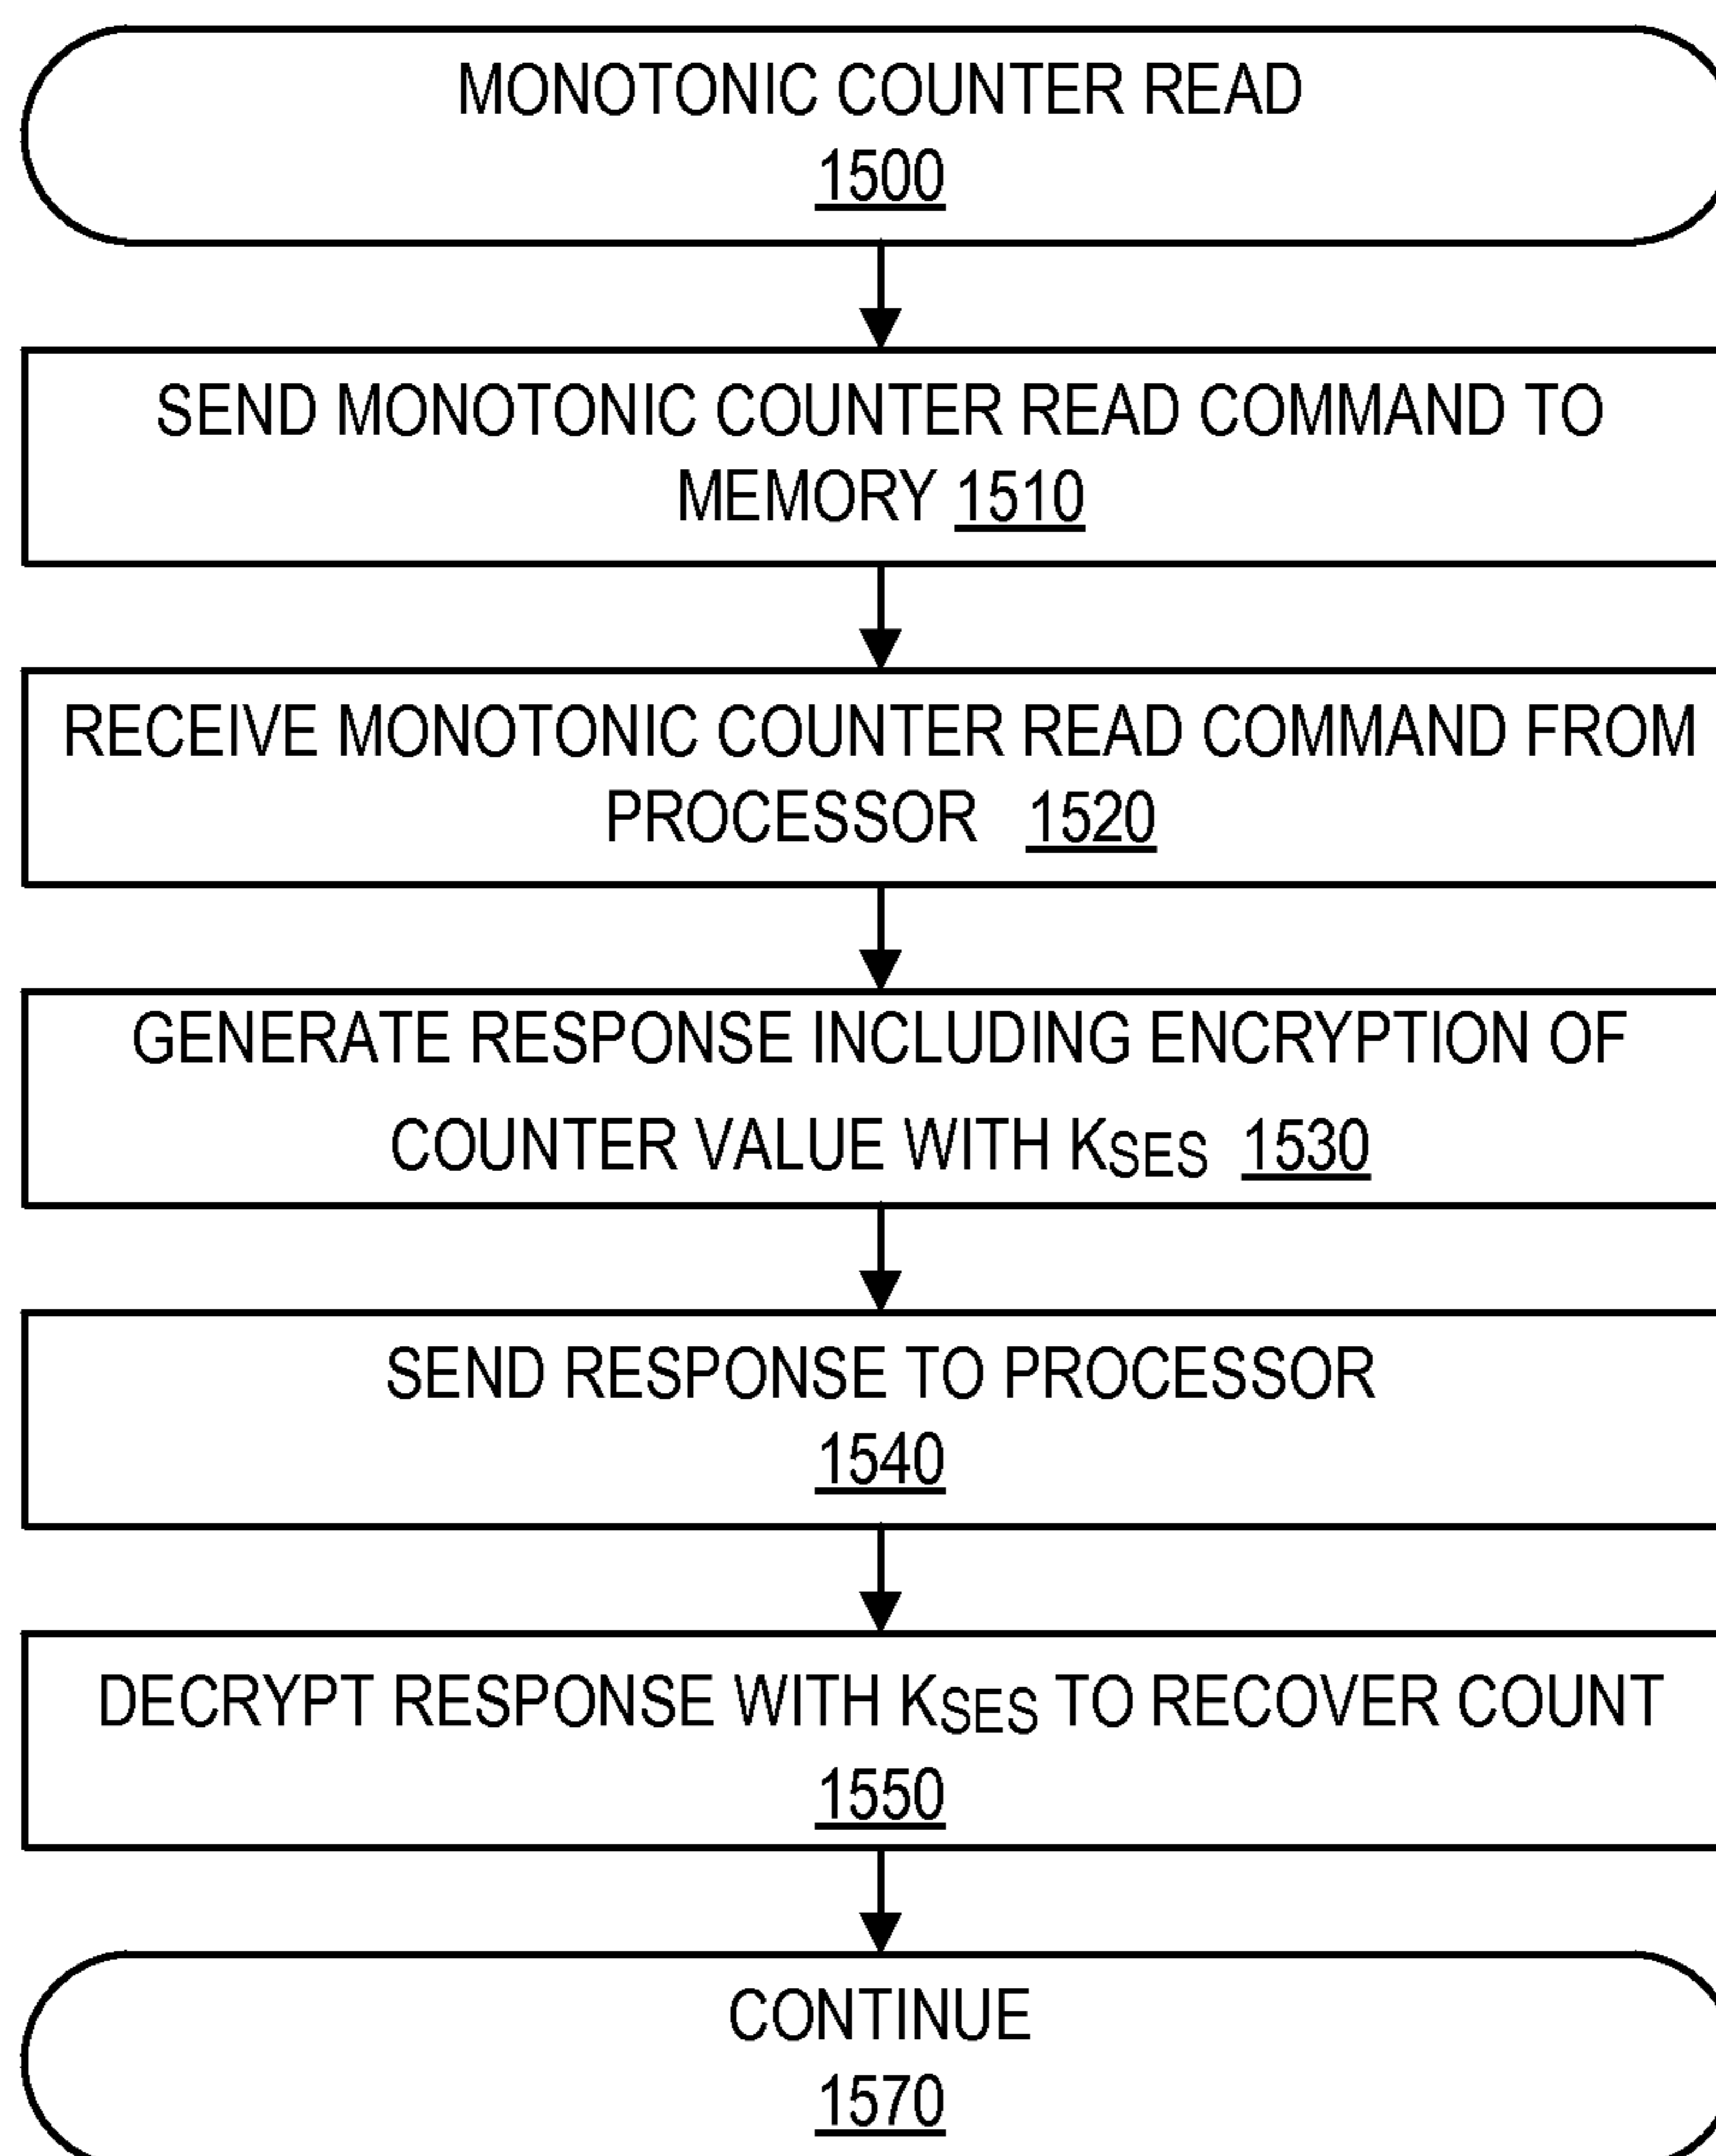 MONOTONIC COUNTER READ
1500
SEND MONOTONIC COUNTER READ COMMAND TO
MEMORY 1510
RECEIVE MONOTONIC COUNTER READ COMMAND FROM
PROCESSOR 1520
GENERATE RESPONSE INCLUDING ENCRYPTION OF
COUNTER VALUE WITH KSES 1530
SEND RESPONSE TO PROCESSOR
1540
DECRYPT RESPONSE WITH KSES TO RECOVER COUNT
1550
CONTINUE
1570